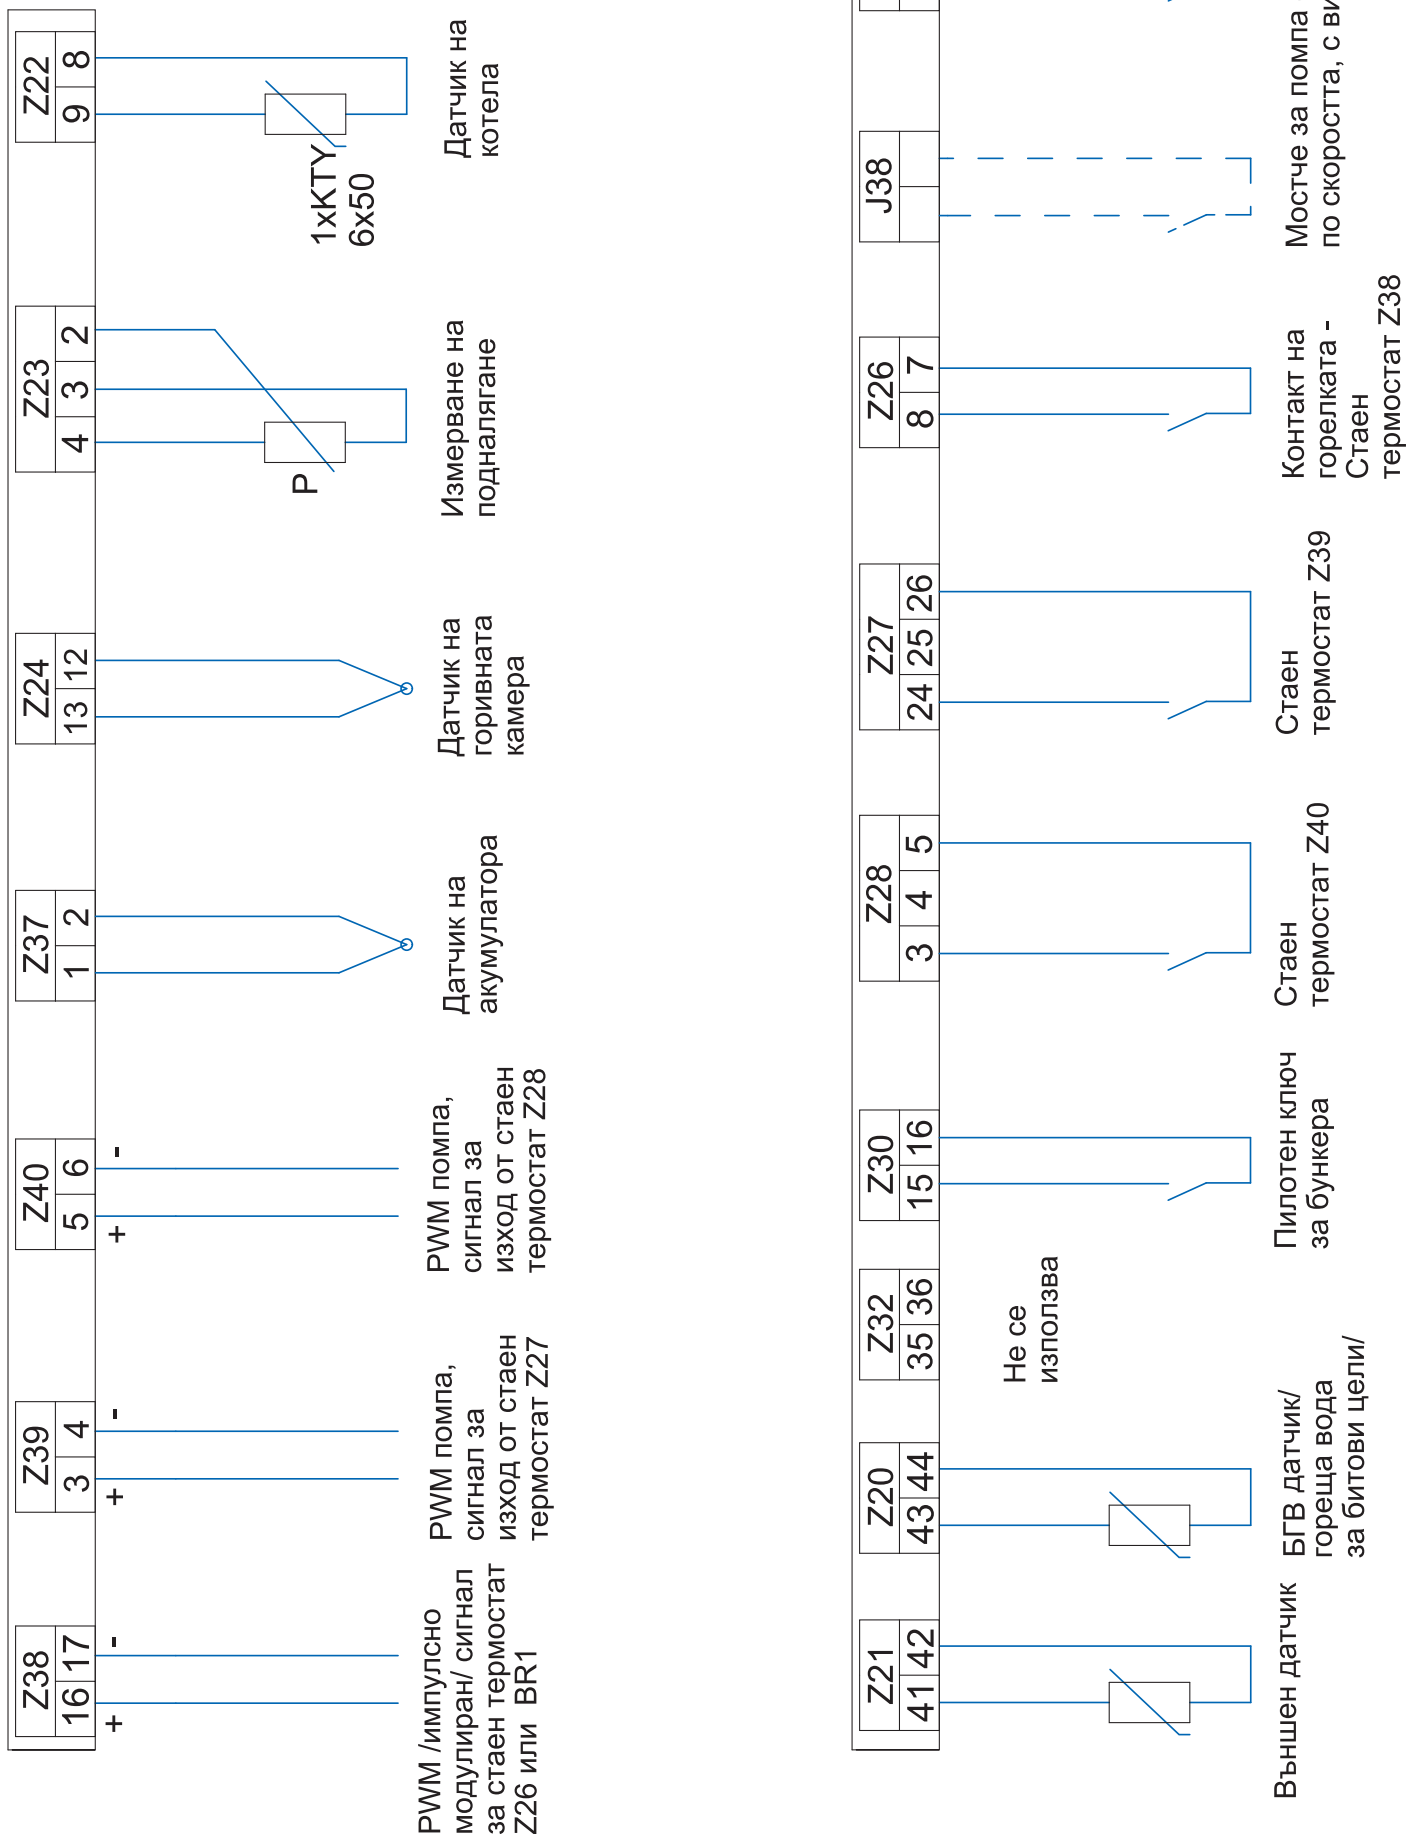 Z38
16 17
+ -
PWM /импулсно
модулиран/ сигнал
за стаен термостат
Z26 или BR1
Z39
3 4
+ -
PWM помпа,
сигнал за
изход от стаен
термостат Z27
Z40
5 6
+ -
PWM помпа,
сигнал за
изход от стаен
термостат Z28
Z37
1 2
Датчик на
акумулатора
Z24
13 12
Датчик на
горивната
камера
Z23
4 3 2
P
Измерване на
подналягане
Z22
9 8
1xKTY
6x50
Датчик на
котела
Z21
41 42
Външен датчик
Z20
43 44
БГВ датчик/
гореща вода
за битови цели/
Z32
35 36
Не се
използва
Z30
15 16
Пилотен ключ
за бункера
Z28
3 4 5
Стаен
термостат Z40
Z27
24 25 26
Стаен
термостат Z39
Z26
8 7
Контакт на
горелката -
Стаен
термостат Z38
J38
Мостче за помпа
по скоростта, с